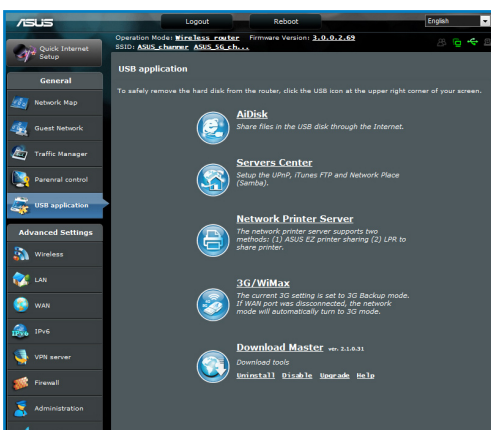 ASUS
Logout
Reboot
English
Quick Internet
Setup
Operation Mode: Wireless router Firmware Version: 3.0.0.2.69
SSID: ASUS_channer ASUS_5G_ch...
General
Network Map
Guest Network
Traffic Manager
Parenral control
USB application
Advanced Settings
Wireless
LAN
WAN
IPv6
VPN server
Firewall
Administration
USB application
To safely remove the hard disk from the router, click the USB icon at the upper right corner of your screen.
AiDisk
Share files in the USB disk through the Internet.
Servers Center
Setup the UPnP, iTunes FTP and Network Place
(Samba).
Network Printer Server
The network printer server supports two
methods: (1) ASUS EZ printer sharing (2) LPR to
share printer.
3G/WiMax
The current 3G setting is set to 3G Backup mode.
If WAN port was dissconnected, the network
mode will automatically turn to 3G mode.
Download Master ver. 2.1.0.31
Download tools
Uninstall Disable Upgrade Help